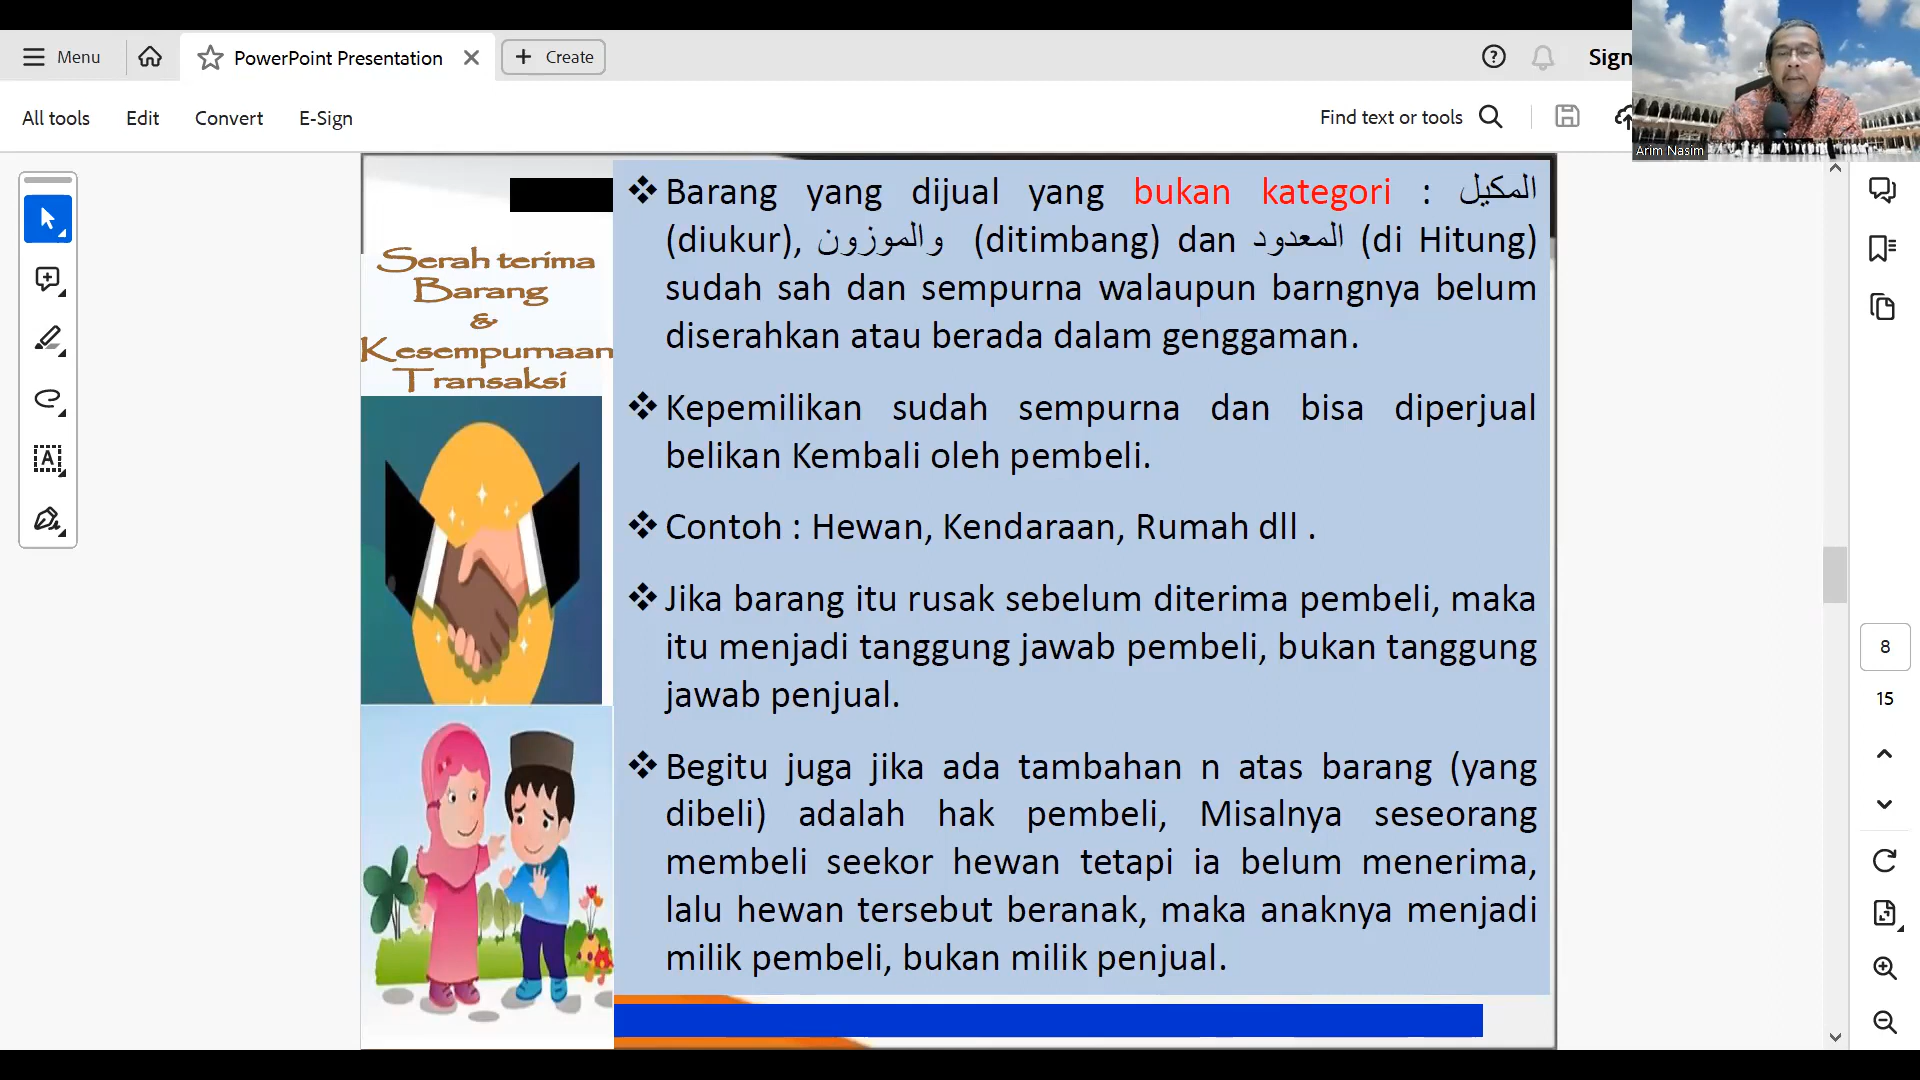 Menu
PowerPoint Presentation
Create
Sign
All tools
Edit
Convert
E-Sign
Find text or tools
Arim Nasim
Serah terima
Barang
&
Kesempurnaan
Transaksi
❖ Barang yang dijual yang bukan kategori : المكيل
(diukur), والموزون (ditimbang) dan المعدود (di Hitung)
sudah sah dan sempurna walaupun barngnya belum
diserahkan atau berada dalam genggaman.
❖ Kepemilikan sudah sempurna dan bisa diperjual
belikan Kembali oleh pembeli.
❖ Contoh : Hewan, Kendaraan, Rumah dll .
❖ Jika barang itu rusak sebelum diterima pembeli, maka
itu menjadi tanggung jawab pembeli, bukan tanggung
jawab penjual.
❖ Begitu juga jika ada tambahan n atas barang (yang
dibeli) adalah hak pembeli, Misalnya seseorang
membeli seekor hewan tetapi ia belum menerima,
lalu hewan tersebut beranak, maka anaknya menjadi
milik pembeli, bukan milik penjual.
8
15